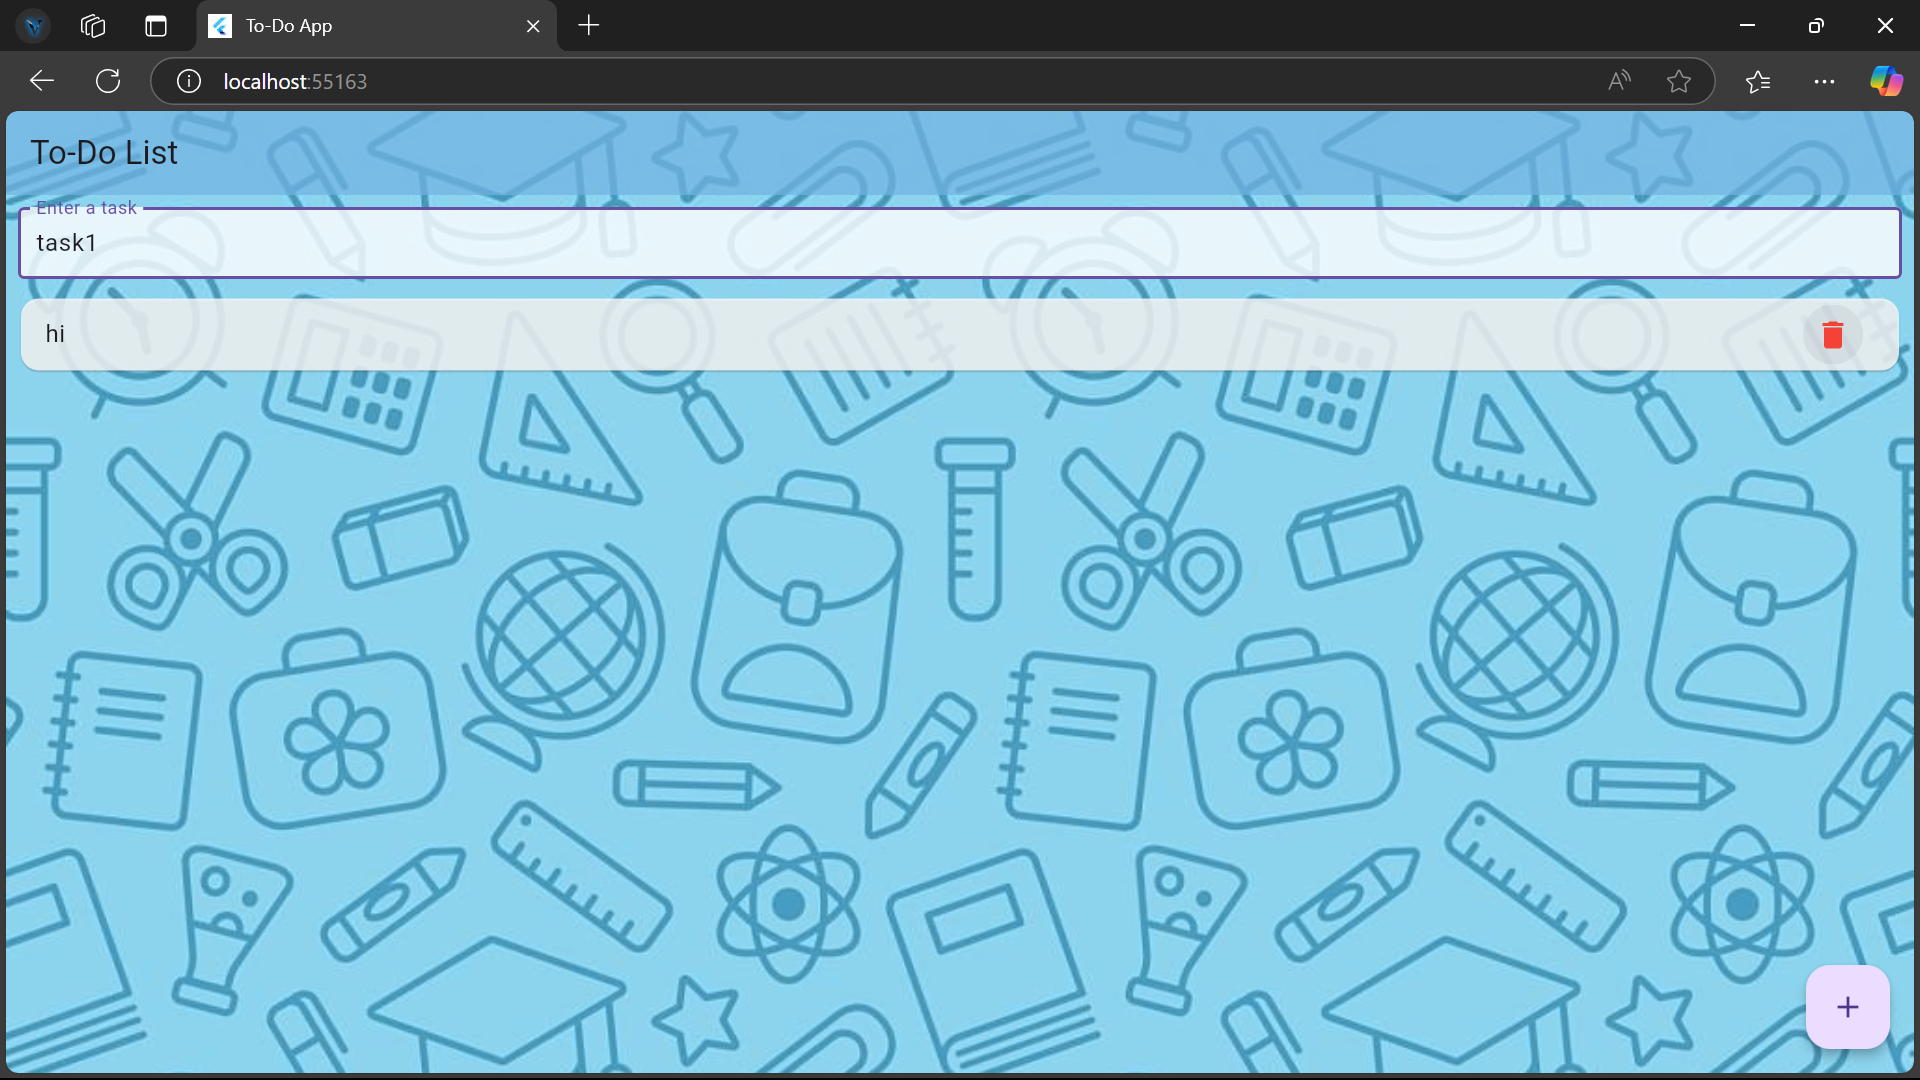 To-Do App
localhost:55163
To-Do List
Enter a task
task1
hi